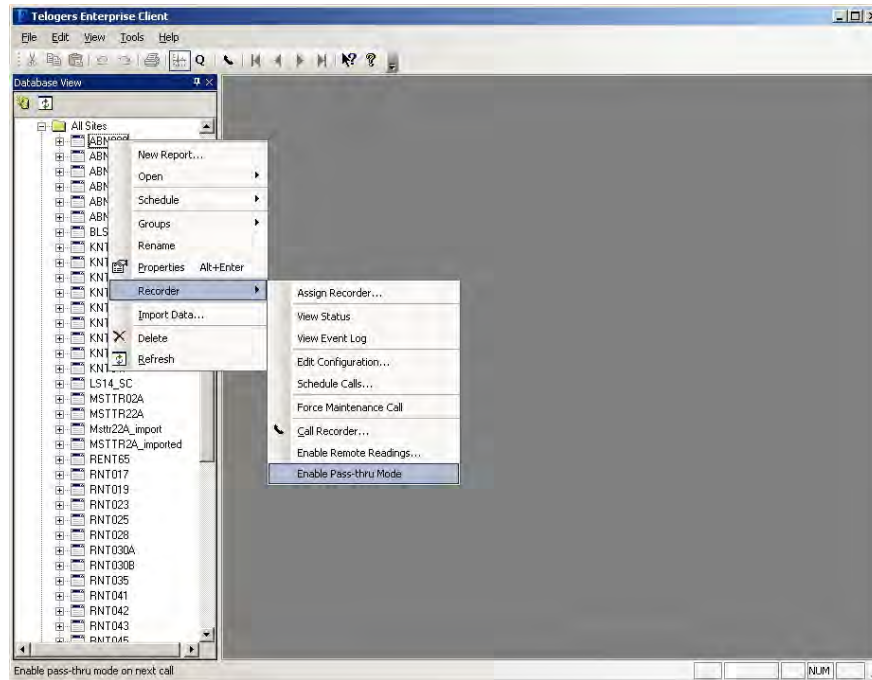 Telogers Enterprise Client
File Edit View Tools Help
Q
Database View
All Sites
ABN
ABN
ABN
ABN
ABN
ABN
BLS
KNT
KNT
KNT
KNT
KNT
KNT
KNT
KNT
KNT
LS14_SC
MSTTR02A
MSTTR22A
Msttr22A_import
MSTTR2A_imported
RENT65
RNT017
RNT019
RNT023
RNT025
RNT028
RNT030A
RNT030B
RNT035
RNT041
RNT042
RNT043
RNT045
New Report...
Open
Schedule
Groups
Rename
Properties Alt+Enter
Recorder
Import Data...
Delete
Refresh
Assign Recorder...
View Status
View Event Log
Edit Configuration...
Schedule Calls...
Force Maintenance Call
Call Recorder...
Enable Remote Readings...
Enable Pass-thru Mode
Enable pass-thru mode on next call
NUM